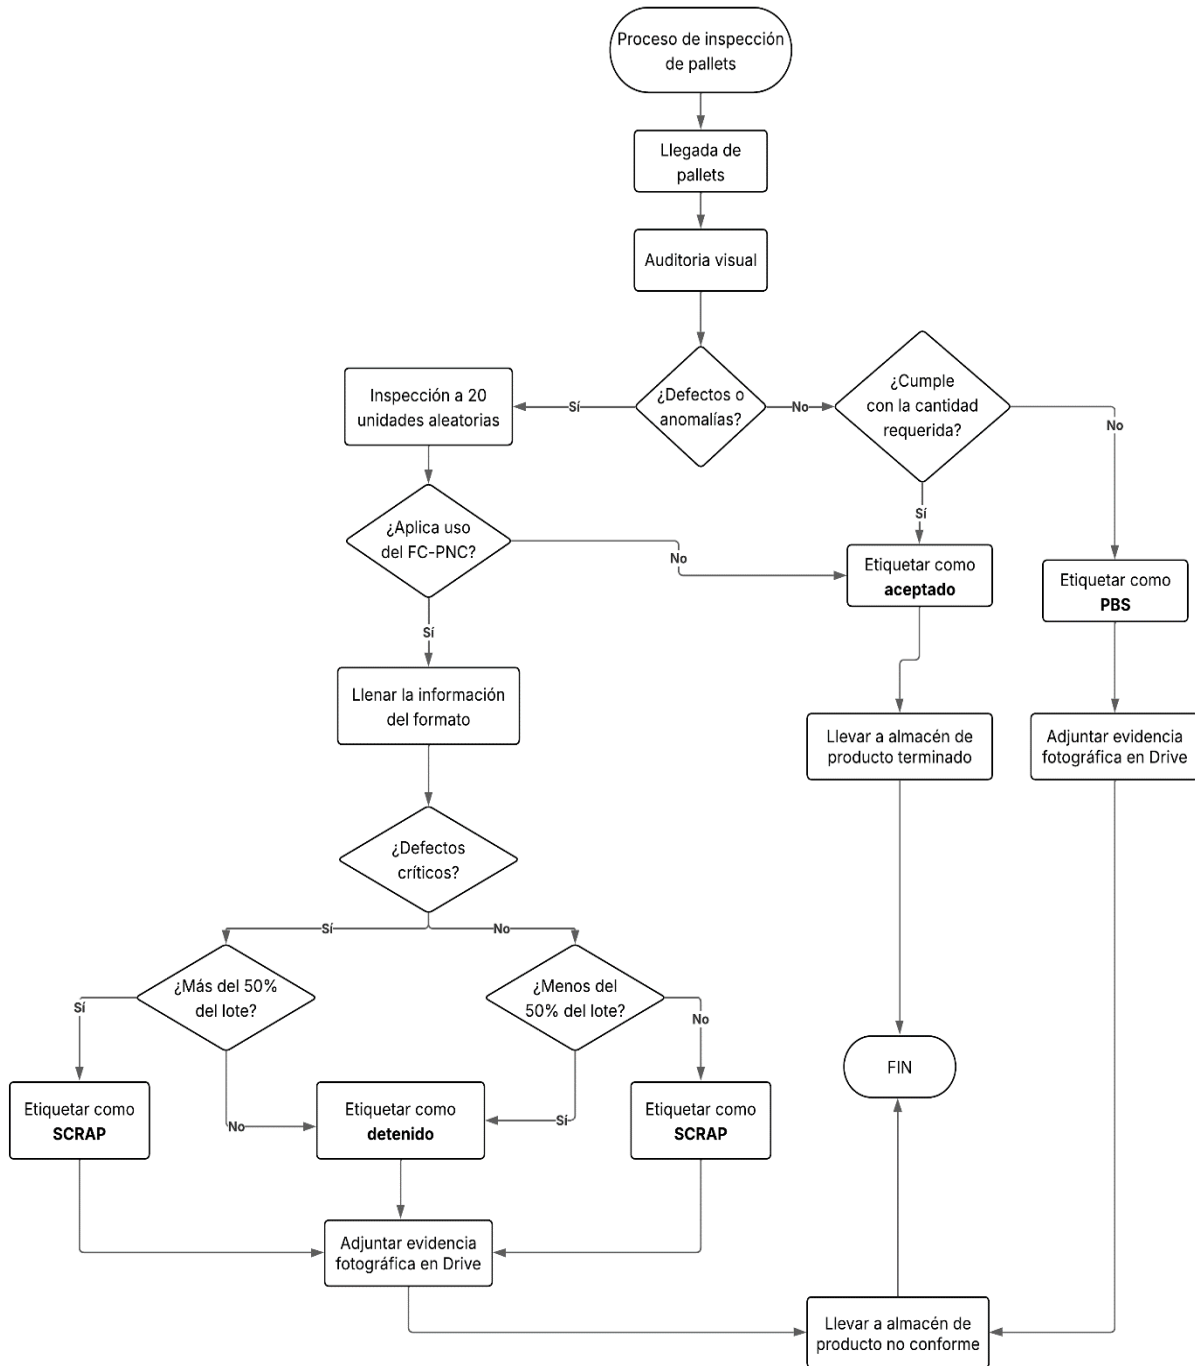 Proceso de inspección
de pallets
Llegada de
pallets
Auditoria visual
¿Defectos o
anomalías?
Sí
No
¿Cumple
con la cantidad
requerida?
Inspección a 20
unidades aleatorias
No
Sí
¿Aplica uso
del FC-PNC?
No
Etiquetar como
aceptado
Etiquetar como
PBS
Sí
Llenar la información
del formato
Llevar a almacén de
producto terminado
Adjuntar evidencia
fotográfica en Drive
¿Defectos
críticos?
Sí
No
¿Más del 50%
del lote?
¿Menos del
50% del lote?
Sí
No
FIN
Etiquetar como
SCRAP
No
Etiquetar como
detenido
Sí
Etiquetar como
SCRAP
Adjuntar evidencia
fotográfica en Drive
Llevar a almacén de
producto no conforme